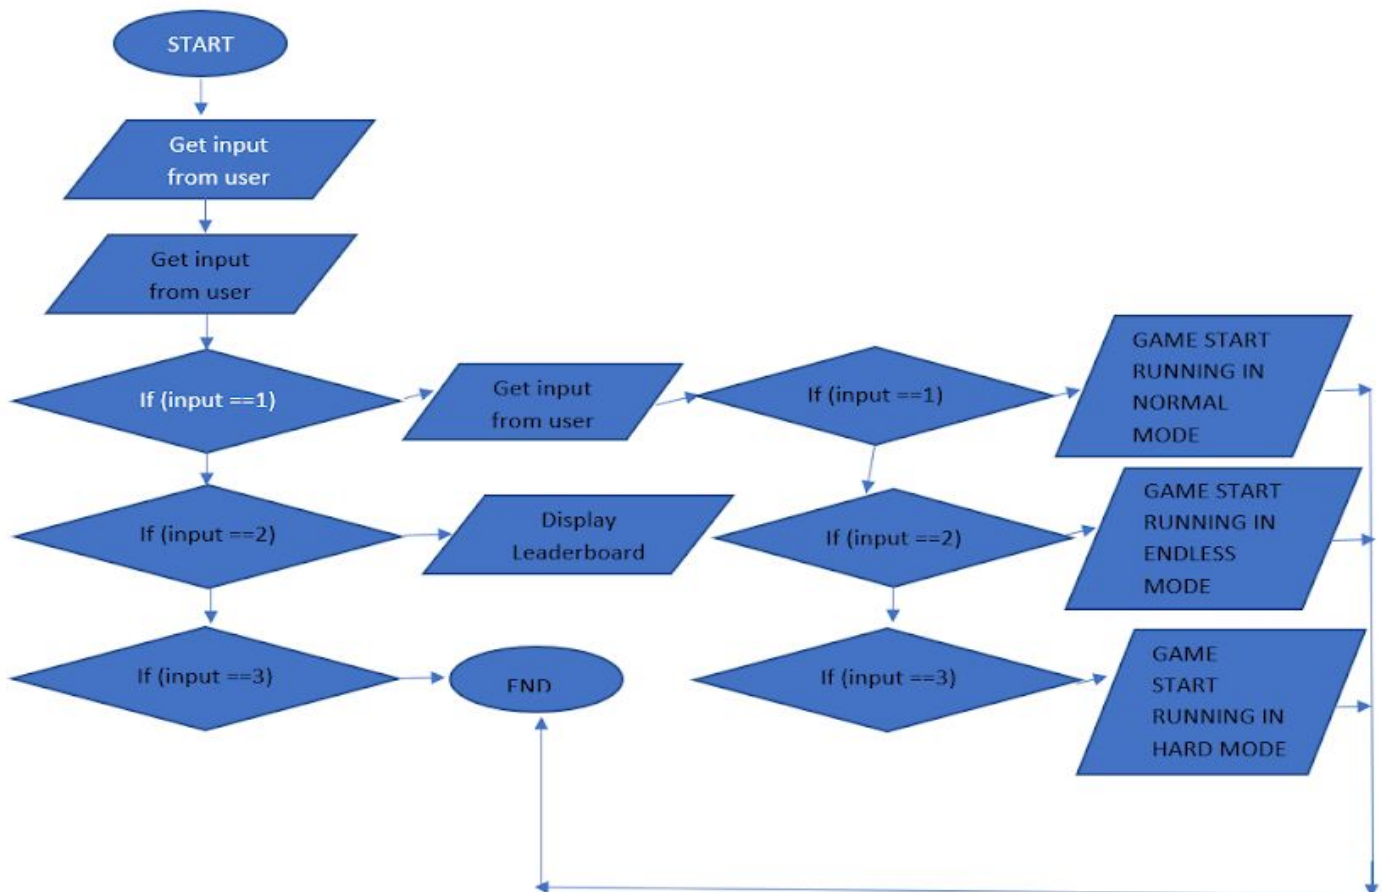 START
Get input
from user
Get input
from user
If (input ==1)
Get input
from user
If (input ==1)
GAME START
RUNNING IN
NORMAL
MODE
If (input ==2)
Display
Leaderboard
If (input ==2)
GAME START
RUNNING IN
ENDLESS
MODE
If (input ==3)
END
If (input ==3)
GAME
START
RUNNING IN
HARD MODE